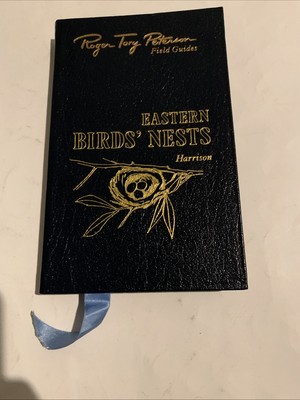 Roger Tory Peterson
Field Guides
EASTERN
BIRDS' NESTS
Harrison